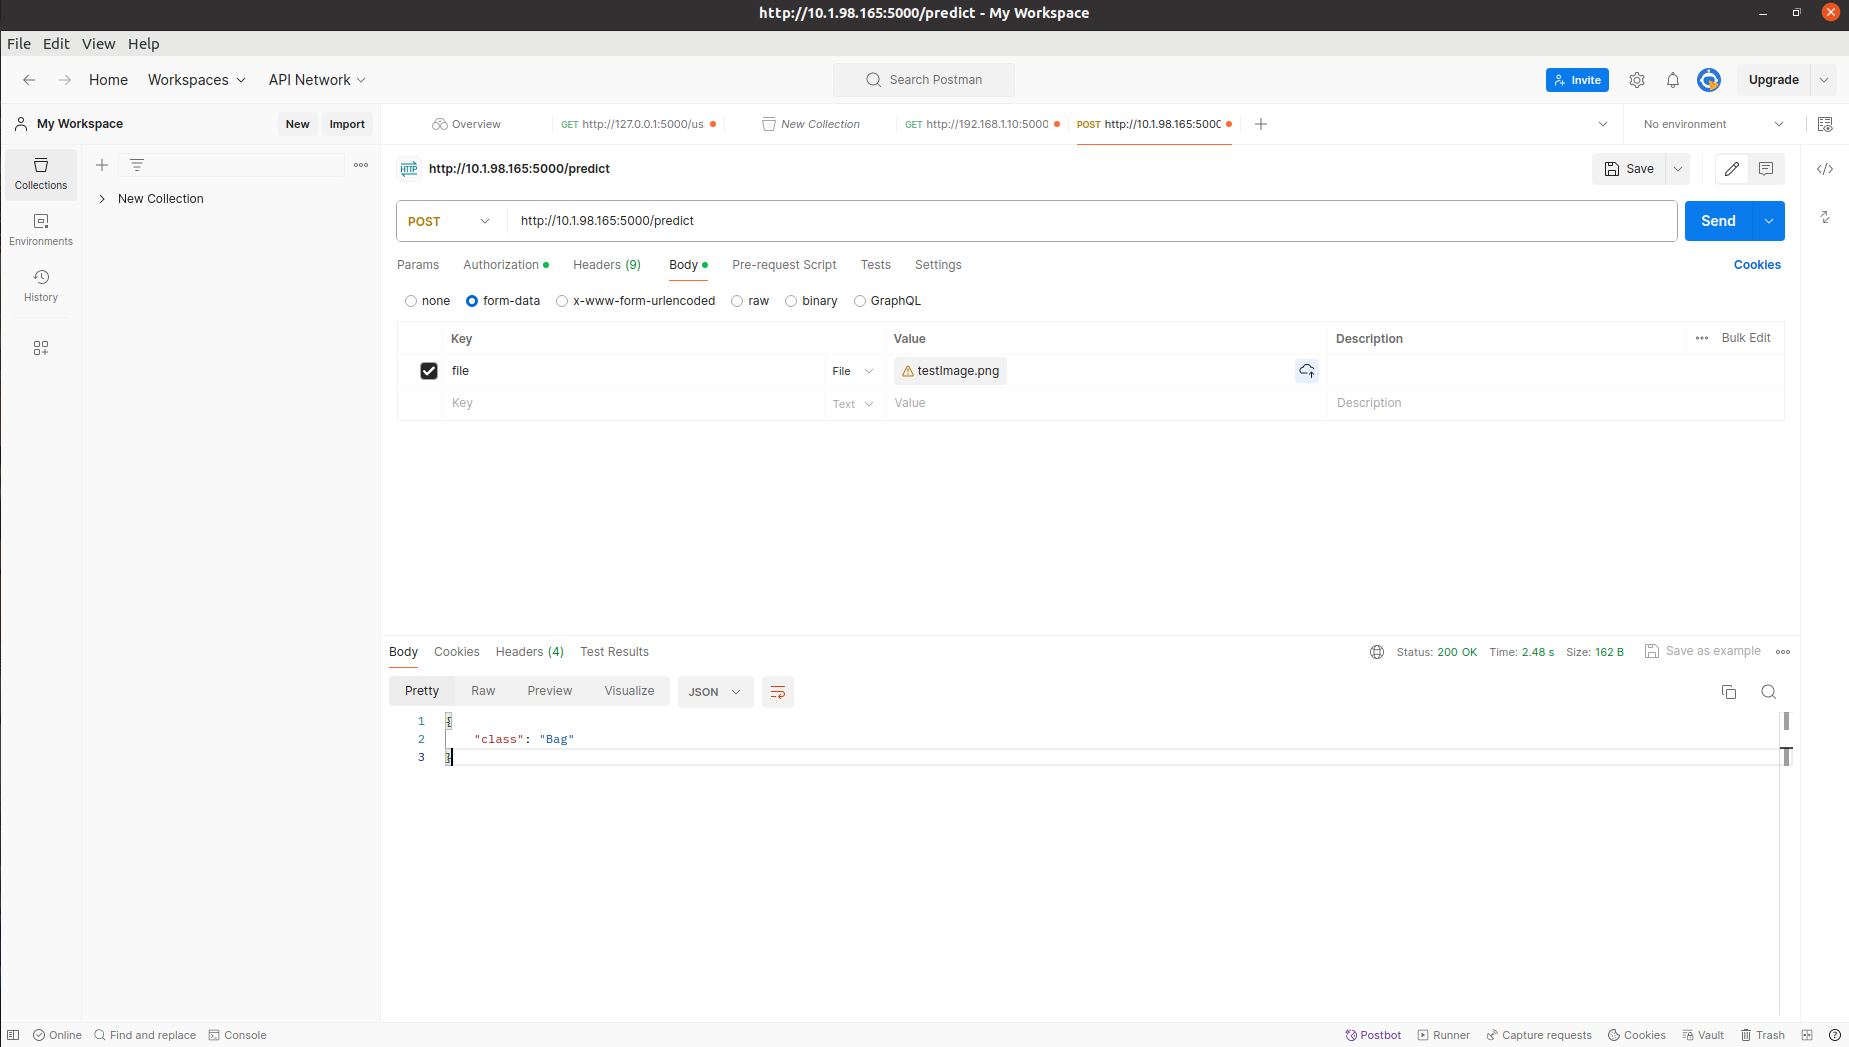 http://10.1.98.165:5000/predict - My Workspace
File Edit View Help
Home Workspaces API Network
Search Postman
Invite
Upgrade
My Workspace
New Import
Overview
GET http://127.0.0.1:5000/us
New Collection
GET http://192.168.1.10:5000
POST http://10.1.98.165:5000
No environment
Collections
New Collection
Environments
History
HTTP http://10.1.98.165:5000/predict
Save
POST http://10.1.98.165:5000/predict
Send
Params Authorization Headers (9) Body Pre-request Script Tests Settings Cookies
none form-data x-www-form-urlencoded raw binary GraphQL
Key Value Description Bulk Edit
file File testImage.png
Key Text Value Description
Body Cookies Headers (4) Test Results
Status: 200 OK Time: 2.48 s Size: 162 B Save as example
Pretty Raw Preview Visualize JSON
1 {
2 "class": "Bag"
3 }
Online Find and replace Console
Postbot Runner Capture requests Cookies Vault Trash